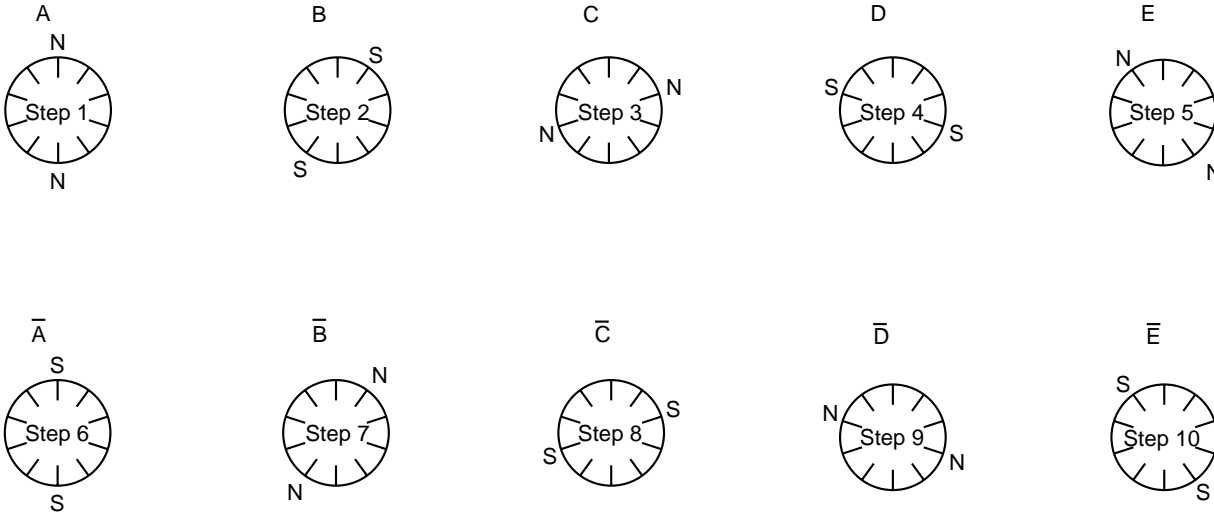 A B C D E
N S N
N
Step 1 Step 2 Step 3 Step 4 Step 5
S
N S
S
N N
A̅ B̅ C̅ D̅ E̅
S N S
S N
Step 6 Step 7 Step 8 Step 9 Step 10
S N
S N S